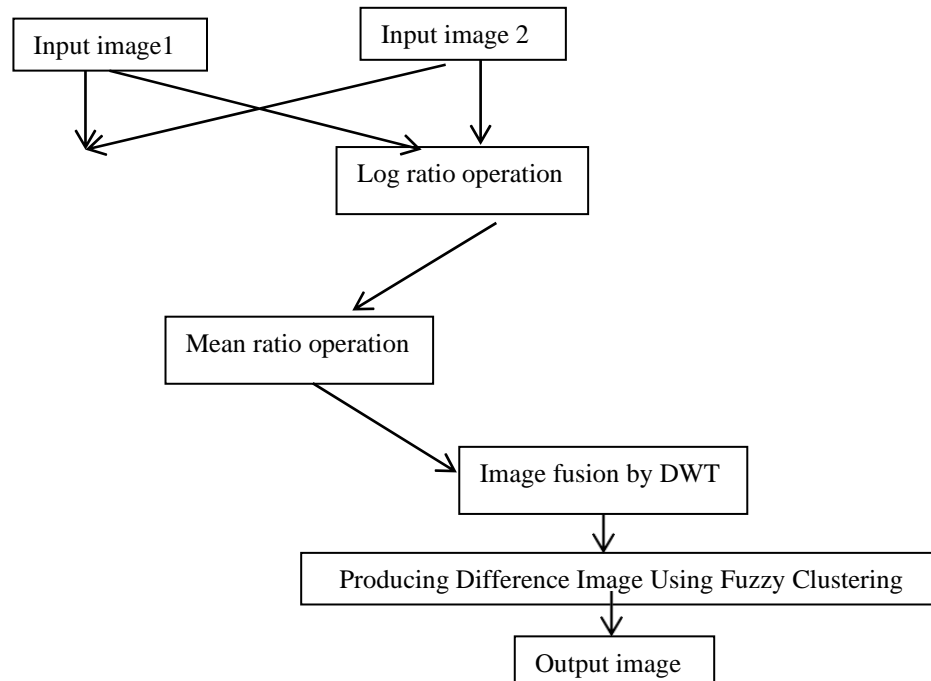 Input image1
Input image 2
Log ratio operation
Mean ratio operation
Image fusion by DWT
Producing Difference Image Using Fuzzy Clustering
Output image